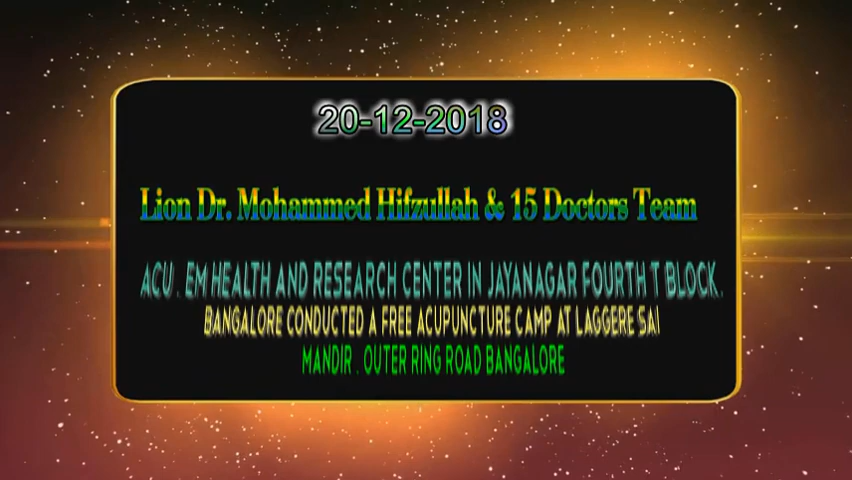 20-12-2018
Lion Dr. Mohammed Hifzullah & 15 Doctors Team
ACU . EM HEALTH AND RESEARCH CENTER IN JAYANAGAR FOURTH T BLOCK.
BANGALORE CONDUCTED A FREE ACUPUNCTURE CAMP AT LAGGERE SAI
MANDIR . OUTER RING ROAD BANGALORE